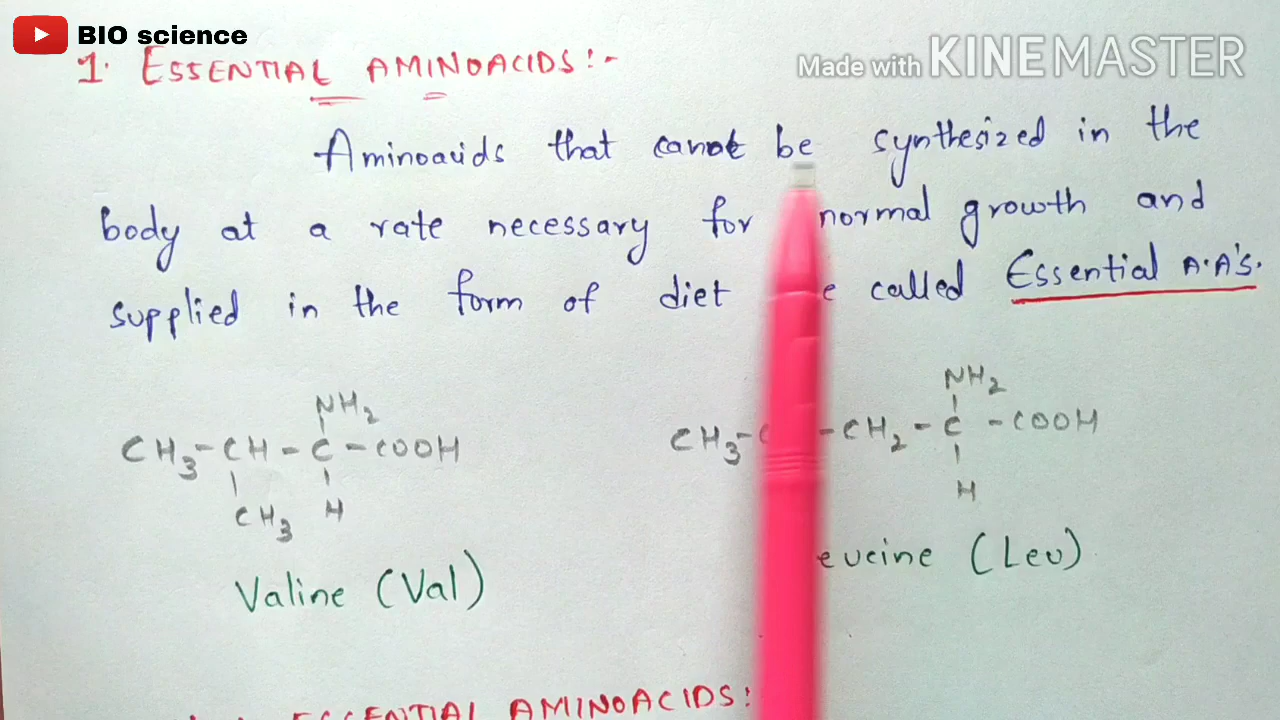 BIO science
Made with KINEMASTER
1. ESSENTIAL AMINOACIDS:-
Aminoacids that canot be synthesized in the
body at a rate necessary for normal growth and
supplied in the form of diet called Essential A.A's.
NH2 NH2
CH3-CH-C-COOH CH3- -CH2-C-COOH
CH3 H H
Valine (Val) eucine (Leu)
ESSENTIAL AMINOACIDS: